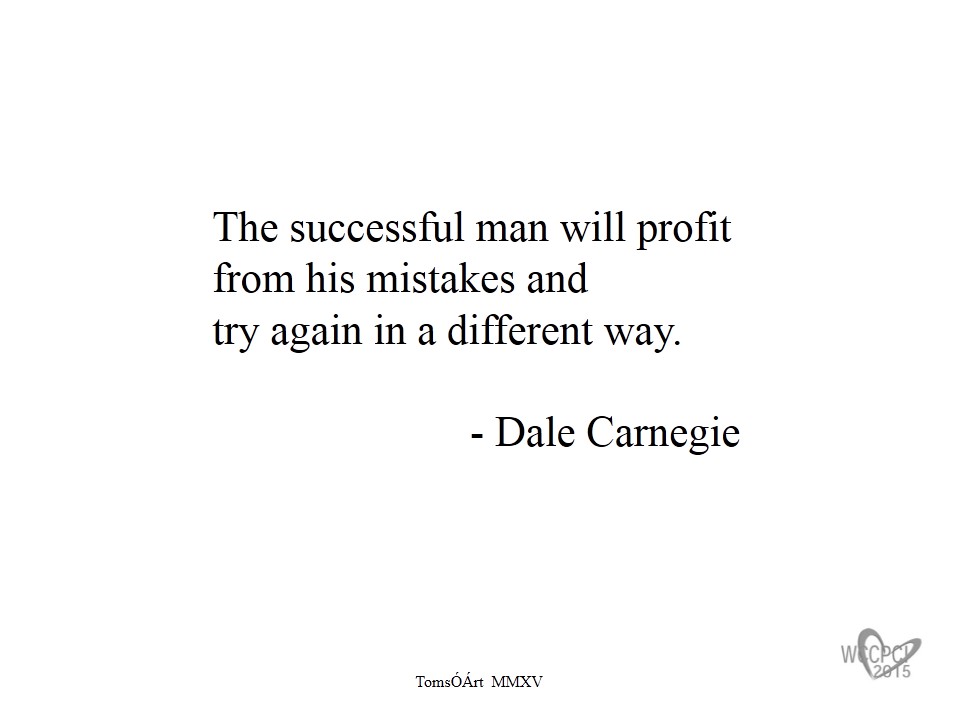 The successful man will profit
from his mistakes and
try again in a different way.
- Dale Carnegie
WCCPCI
2015
TomsÓÁrt MMXV